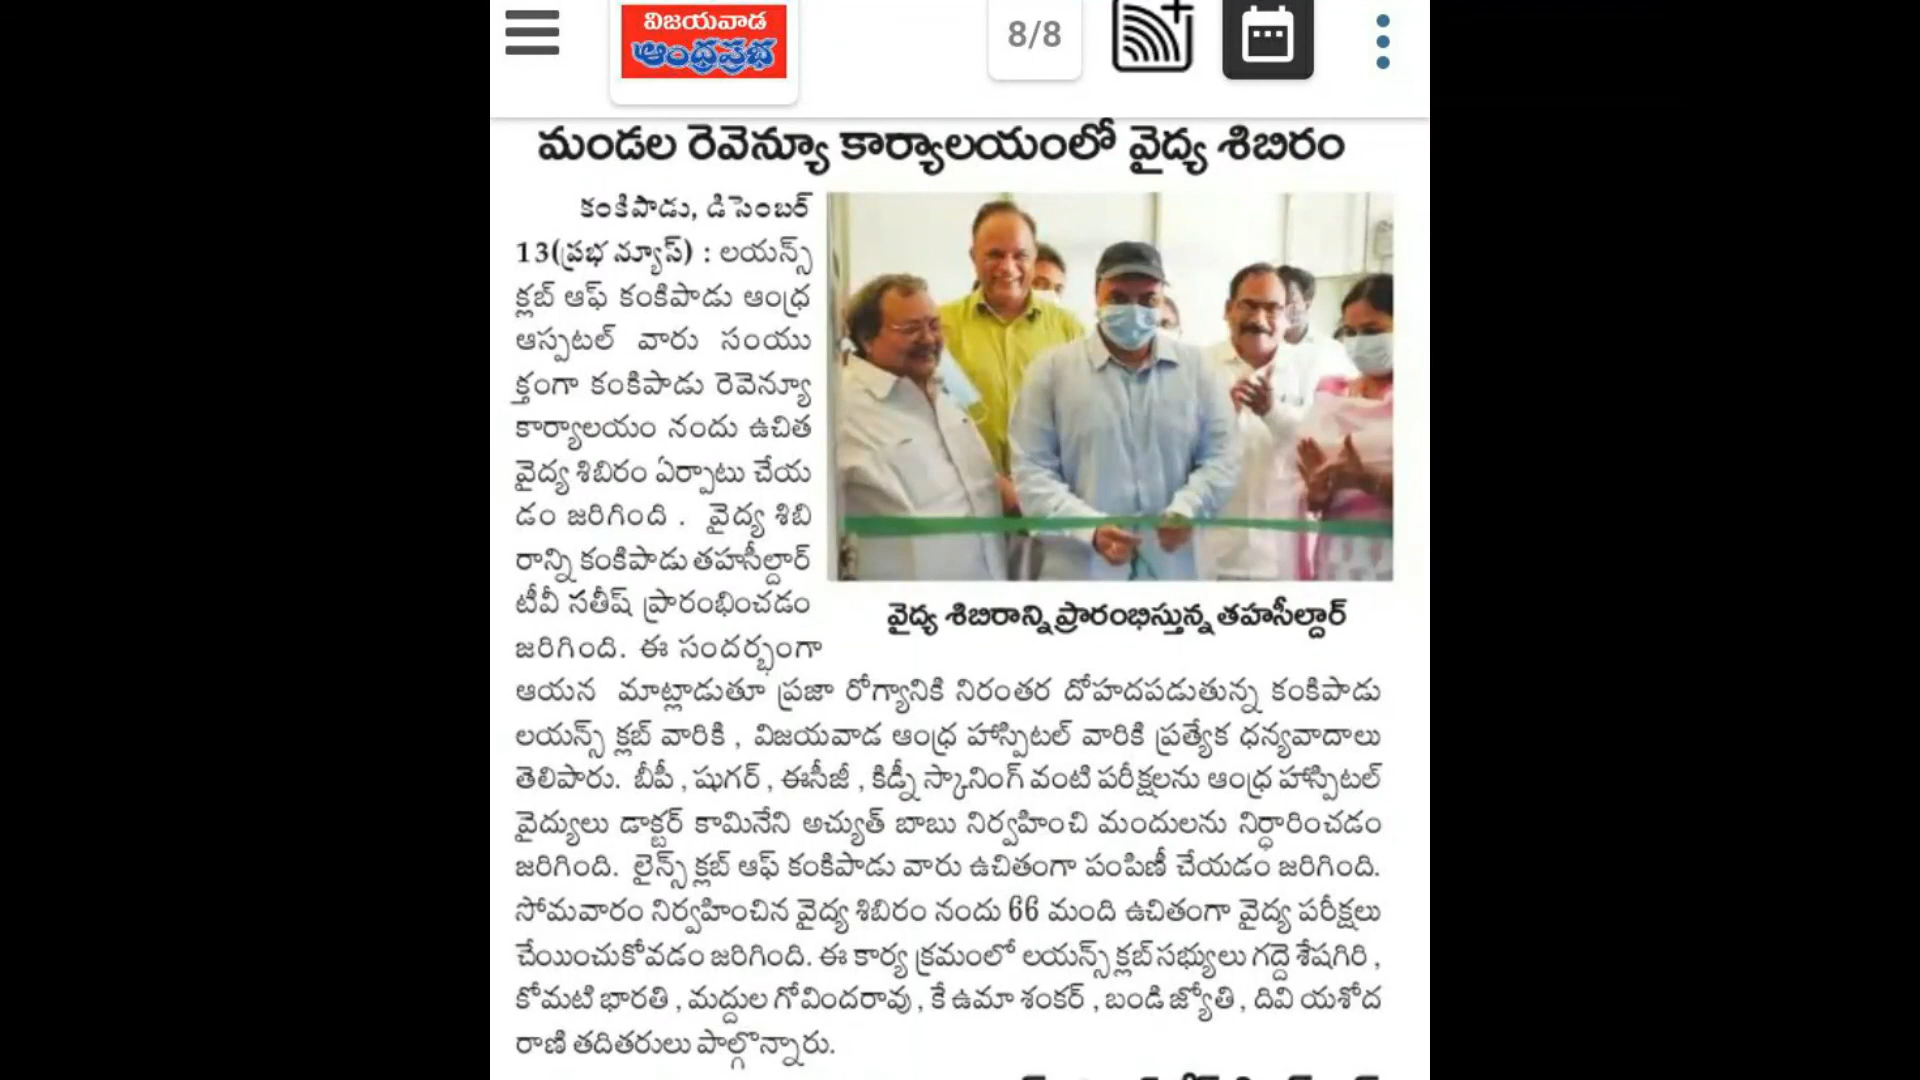 విజయవాడ
ఆంధ్రప్రభ
8/8
మండల రెవెన్యూ కార్యాలయంలో వైద్య శిబిరం
కంకిపాడు, డిసెంబర్
13(ప్రభ న్యూస్) : లయన్స్
క్లబ్ ఆఫ్ కంకిపాడు ఆంధ్ర
ఆస్పటల్ వారు సంయు
క్తంగా కంకిపాడు రెవెన్యూ
కార్యాలయం నందు ఉచిత
వైద్య శిబిరం ఏర్పాటు చేయ
డం జరిగింది . వైద్య శిబి
రాన్ని కంకిపాడు తహసీల్దార్
టీవీ సతీష్ ప్రారంభించడం
జరిగింది. ఈ సందర్భంగా
వైద్య శిబిరాన్ని ప్రారంభిస్తున్న తహసీల్దార్
ఆయన మాట్లాడుతూ ప్రజా రోగ్యానికి నిరంతర దోహదపడుతున్న కంకిపాడు
లయన్స్ క్లబ్ వారికి , విజయవాడ ఆంధ్ర హాస్పిటల్ వారికి ప్రత్యేక ధన్యవాదాలు
తెలిపారు. బీపీ , షుగర్ , ఈసీజీ , కిడ్నీ స్కానింగ్ వంటి పరీక్షలను ఆంధ్ర హాస్పిటల్
వైద్యులు డాక్టర్ కామినేని అచ్యుత్ బాబు నిర్వహించి మందులను నిర్ధారించడం
జరిగింది. లైన్స్ క్లబ్ ఆఫ్ కంకిపాడు వారు ఉచితంగా పంపిణీ చేయడం జరిగింది.
సోమవారం నిర్వహించిన వైద్య శిబిరం నందు 66 మంది ఉచితంగా వైద్య పరీక్షలు
చేయించుకోవడం జరిగింది. ఈ కార్య క్రమంలో లయన్స్ క్లబ్ సభ్యులు గద్దె శేషగిరి ,
కోమటి భారతి , మద్దుల గోవిందరావు , కే ఉమా శంకర్ , బండి జ్యోతి , దివి యశోద
రాణి తదితరులు పాల్గొన్నారు.